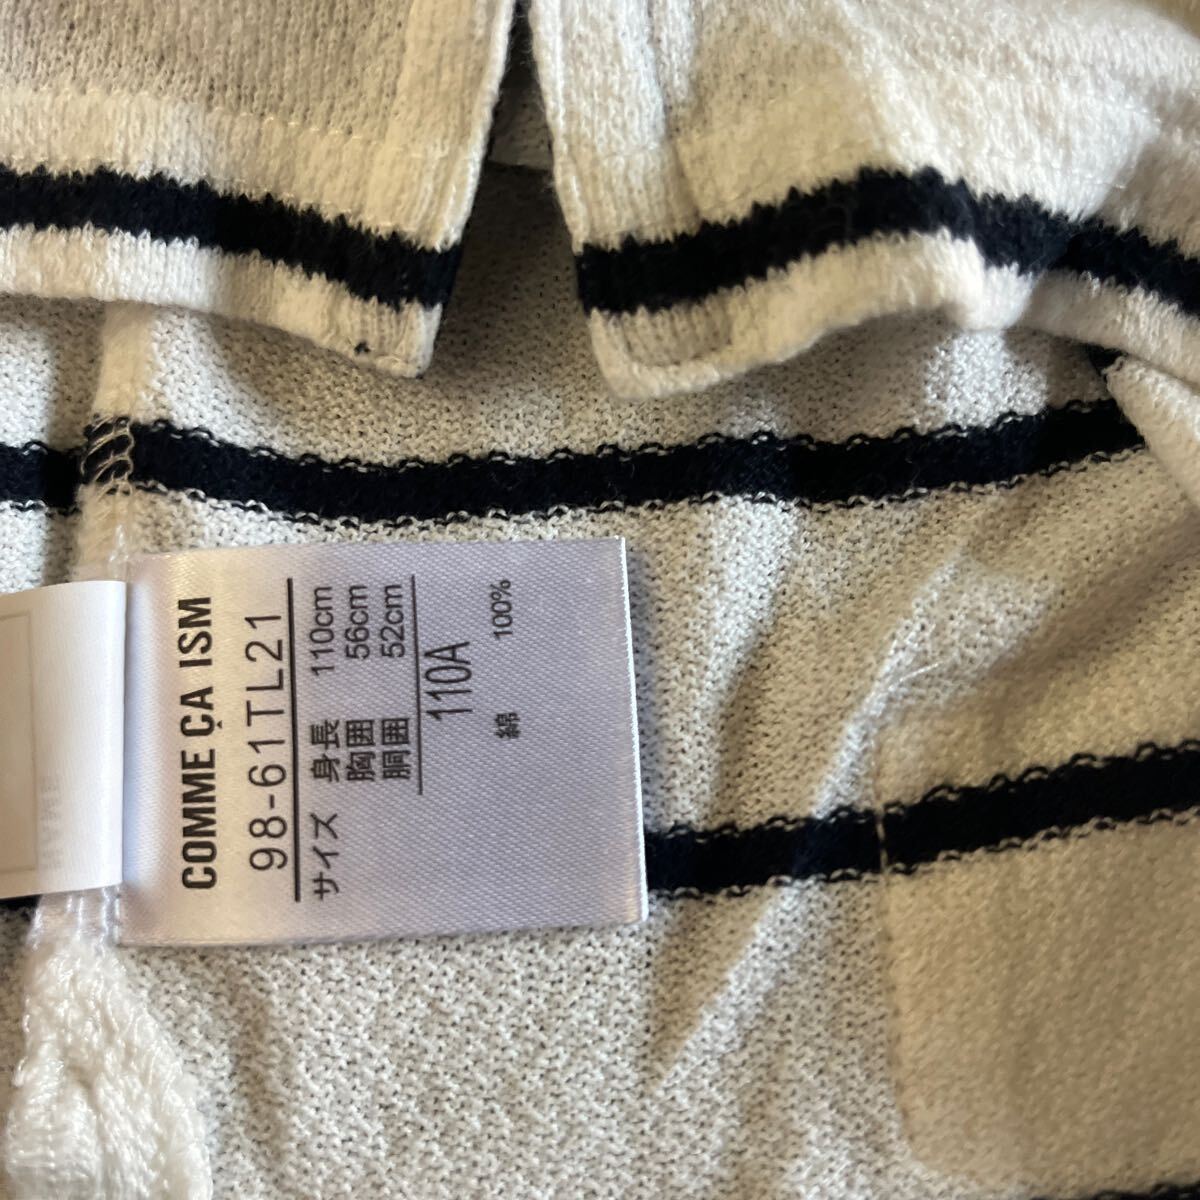 COMME ÇA ISM
98-61TL21
サイズ 身長 110cm
胸囲 56cm
胴囲 52cm
110A
綿 100%
NAME